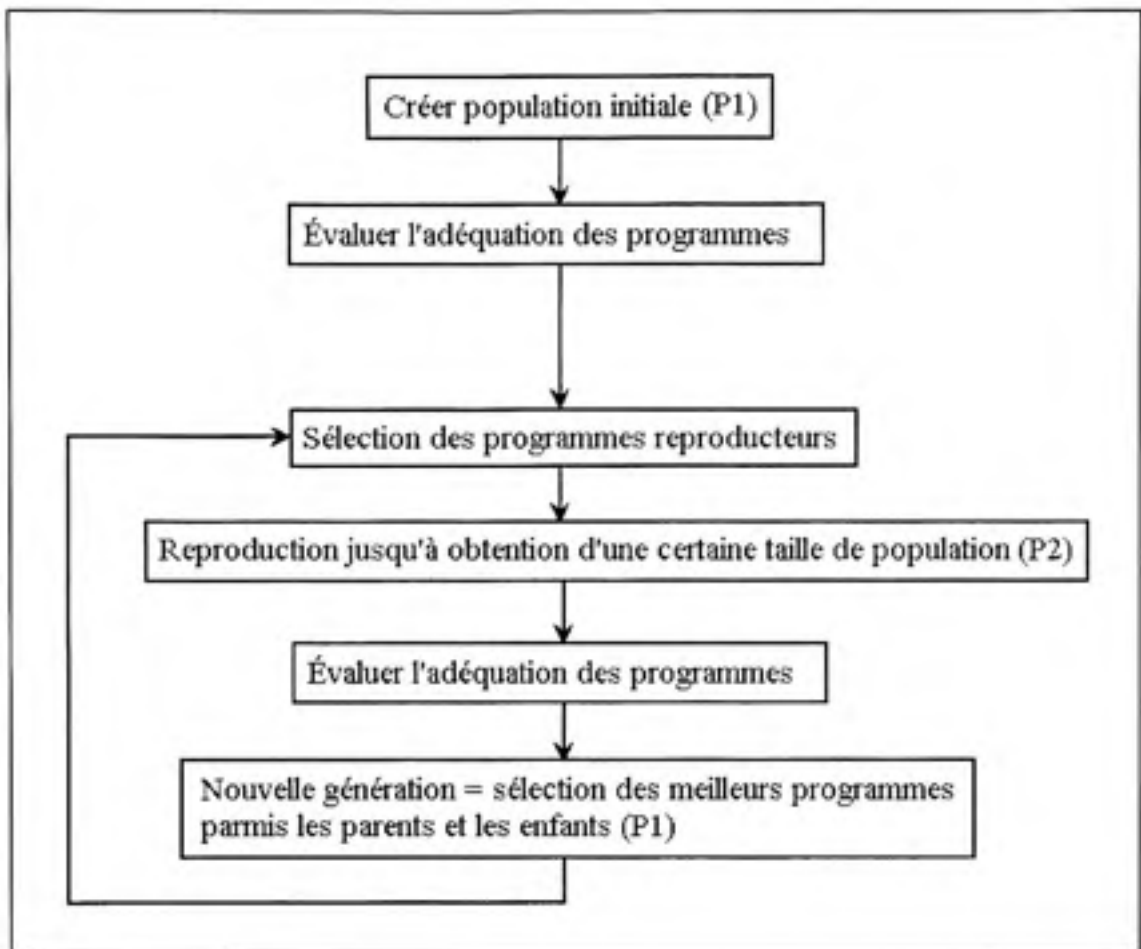 Créer population initiale (P1)
Évaluer l'adéquation des programmes
Sélection des programmes reproducteurs
Reproduction jusqu'à obtention d'une certaine taille de population (P2)
Évaluer l'adéquation des programmes
Nouvelle génération = sélection des meilleurs programmes
parmis les parents et les enfants (P1)